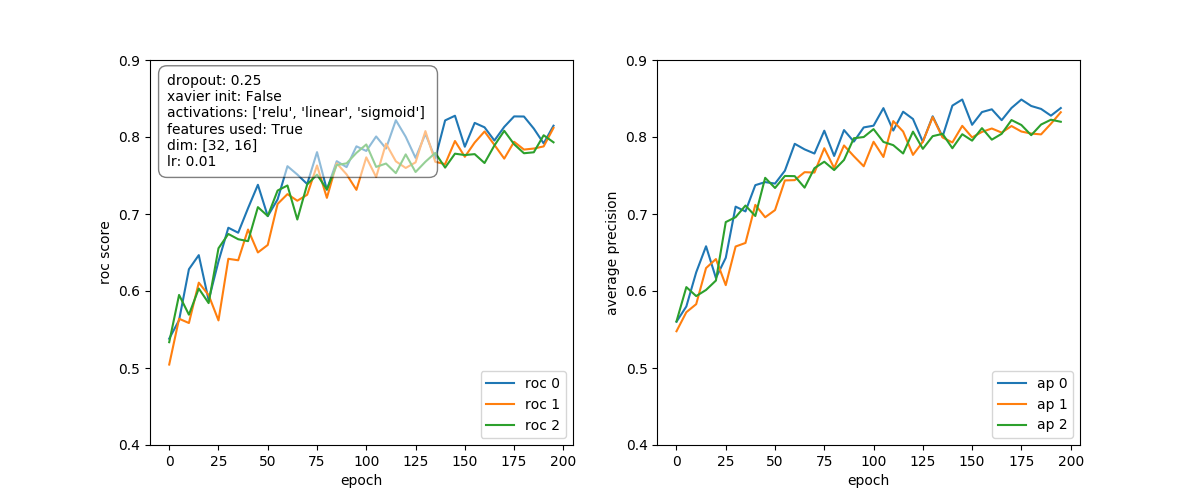 0.9
0.8
0.7
0.6
0.5
0.4
roc score
dropout: 0.25
xavier init: False
activations: ['relu', 'linear', 'sigmoid']
features used: True
dim: [32, 16]
lr: 0.01
roc 0
roc 1
roc 2
0 25 50 75 100 125 150 175 200
epoch
0.9
0.8
0.7
0.6
0.5
0.4
average precision
ap 0
ap 1
ap 2
0 25 50 75 100 125 150 175 200
epoch